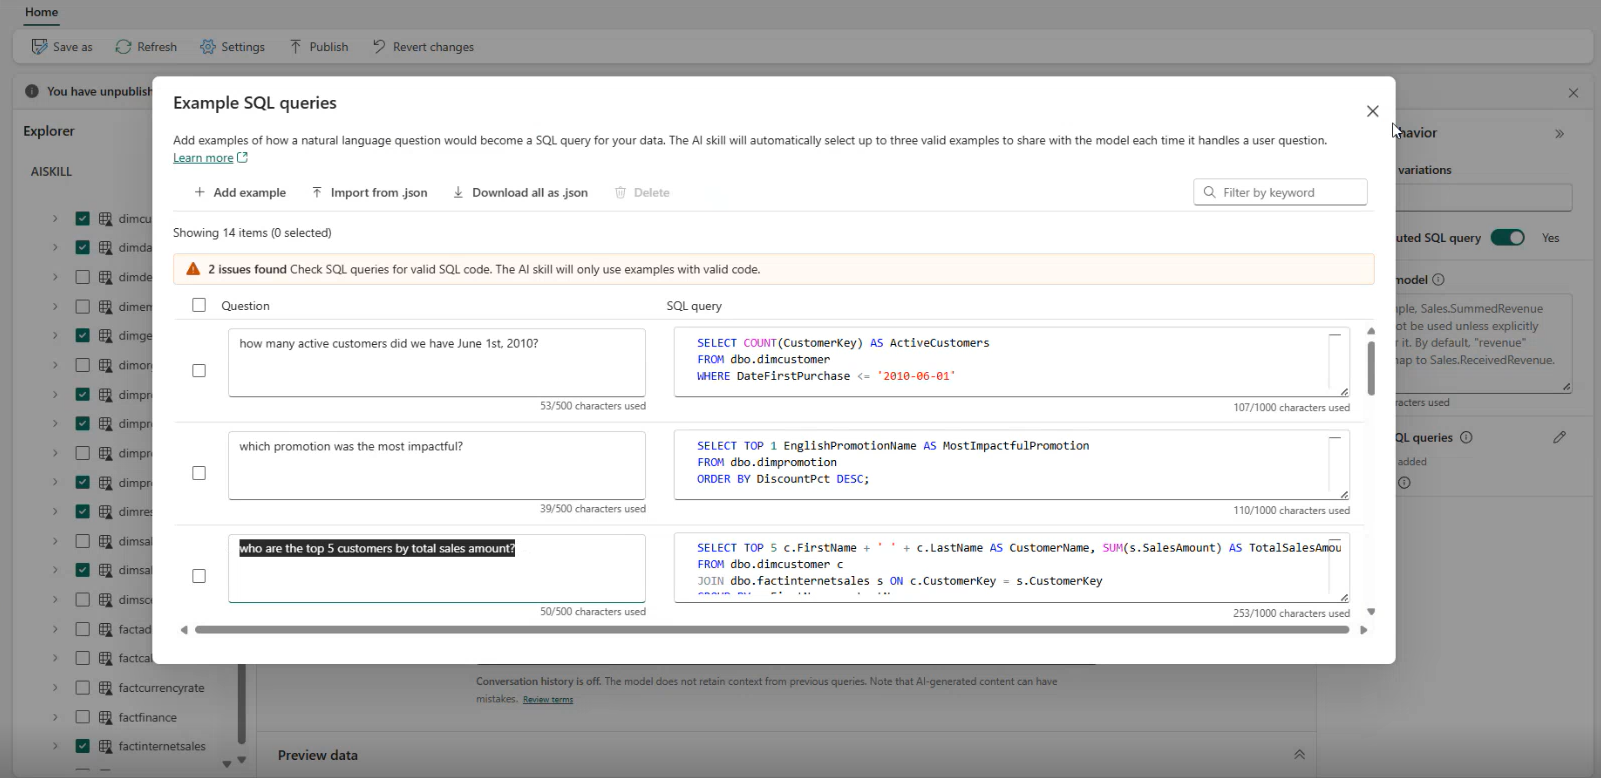 Home
Save as
Refresh
Settings
Publish
Revert changes
You have unpublish
Explorer
AISKILL
dimcu
dimda
dimde
dimem
dimge
dimor
dimpr
dimpr
dimpr
dimpr
dimres
dimsal
dimsal
dimsce
factad
factcal
factcurrencyrate
factfinance
factinternetsales
Example SQL queries
Add examples of how a natural language question would become a SQL query for your data. The AI skill will automatically select up to three valid examples to share with the model each time it handles a user question.
Learn more
Add example
Import from .json
Download all as .json
Delete
Filter by keyword
Showing 14 items (0 selected)
2 issues found Check SQL queries for valid SQL code. The AI skill will only use examples with valid code.
Question
SQL query
how many active customers did we have June 1st, 2010?
53/500 characters used
SELECT COUNT(CustomerKey) AS ActiveCustomers
FROM dbo.dimcustomer
WHERE DateFirstPurchase <= '2010-06-01'
107/1000 characters used
which promotion was the most impactful?
39/500 characters used
SELECT TOP 1 EnglishPromotionName AS MostImpactfulPromotion
FROM dbo.dimpromotion
ORDER BY DiscountPct DESC;
110/1000 characters used
who are the top 5 customers by total sales amount?
50/500 characters used
SELECT TOP 5 c.FirstName + ' ' + c.LastName AS CustomerName, SUM(s.SalesAmount) AS TotalSalesAmou
FROM dbo.dimcustomer c
JOIN dbo.factinternetsales s ON c.CustomerKey = s.CustomerKey
253/1000 characters used
Conversation history is off. The model does not retain context from previous queries. Note that AI-generated content can have
mistakes. Review terms
Preview data
havior
variations
uted SQL query
Yes
model
ple, Sales.SummedRevenue
ot be used unless explicitly
r it. By default, "revenue"
nap to Sales.ReceivedRevenue.
racters used
QL queries
added